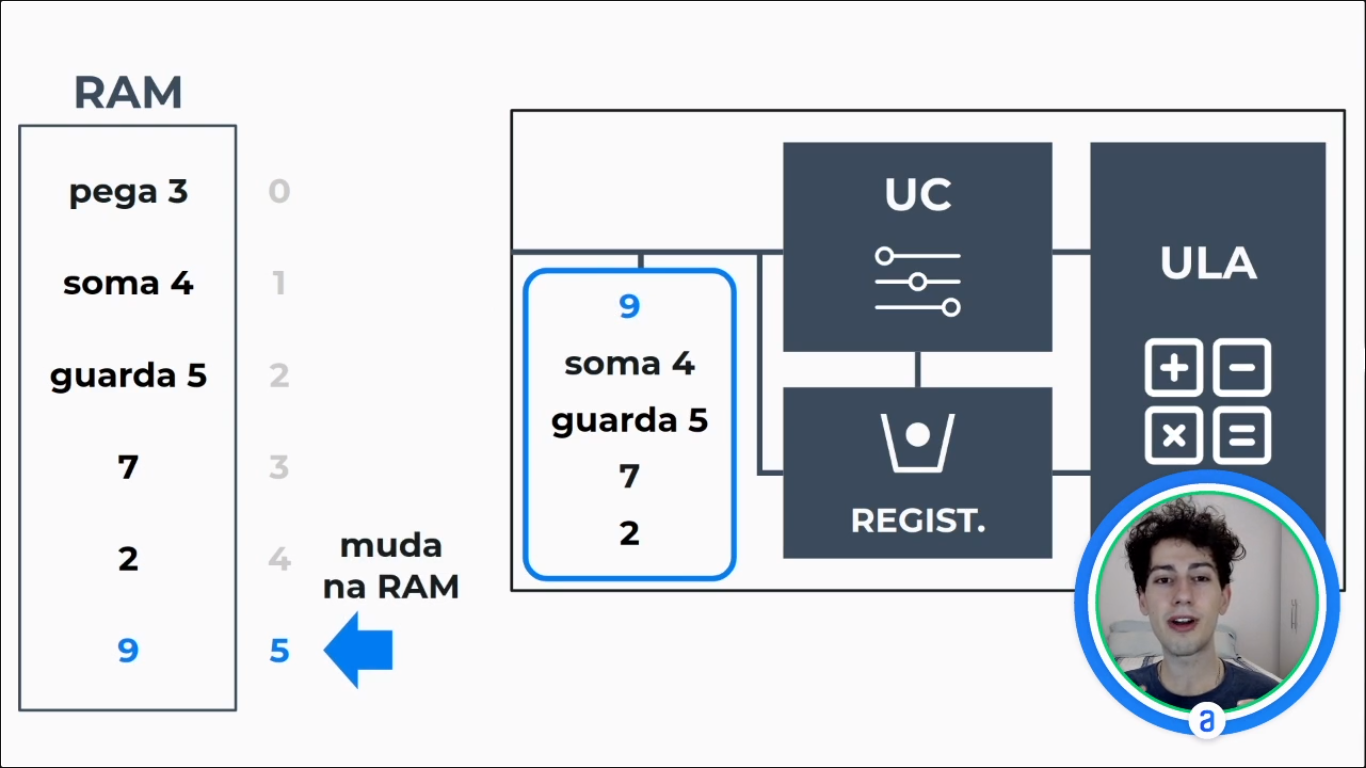 RAM
pega 3 0
soma 4 1
guarda 5 2
7 3
2 4
9 5
muda
na RAM
9
soma 4
guarda 5
7
2
UC
REGIST.
ULA
+ −
× =
a